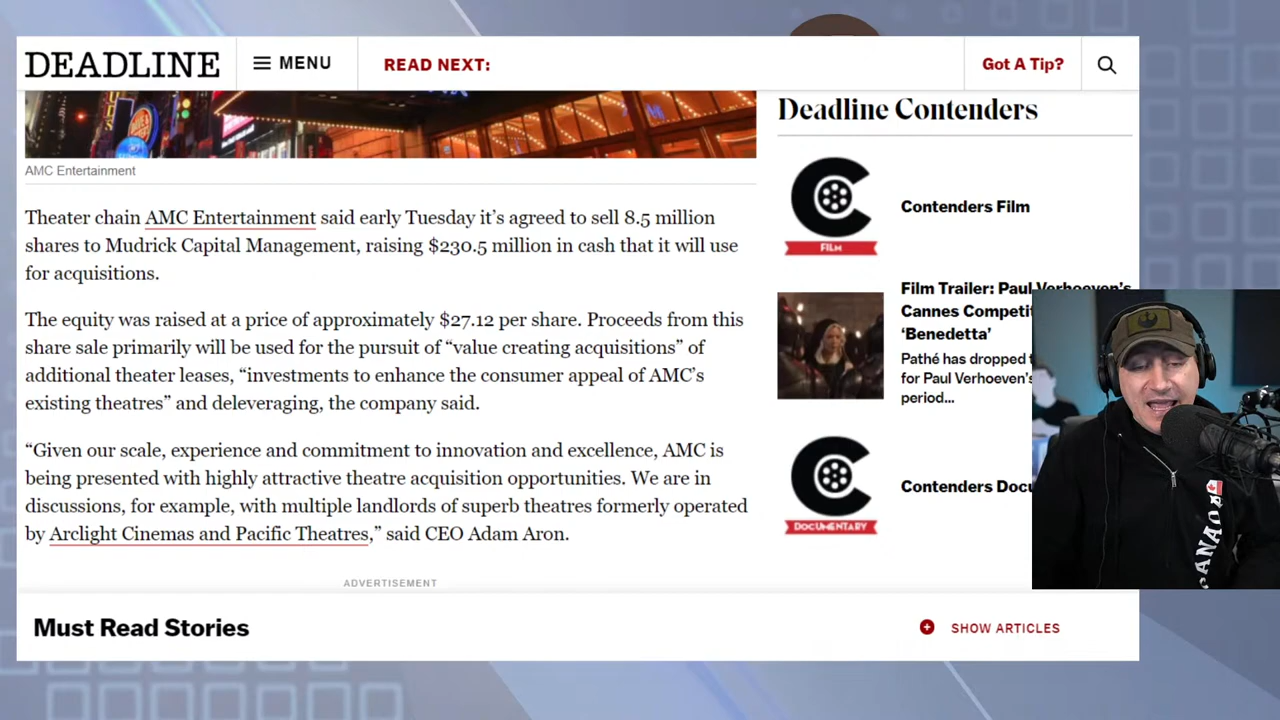 DEADLINE
MENU
READ NEXT:
Got A Tip?
AMC Entertainment
Theater chain AMC Entertainment said early Tuesday it’s agreed to sell 8.5 million
shares to Mudrick Capital Management, raising $230.5 million in cash that it will use
for acquisitions.
The equity was raised at a price of approximately $27.12 per share. Proceeds from this
share sale primarily will be used for the pursuit of “value creating acquisitions” of
additional theater leases, “investments to enhance the consumer appeal of AMC’s
existing theatres” and deleveraging, the company said.
“Given our scale, experience and commitment to innovation and excellence, AMC is
being presented with highly attractive theatre acquisition opportunities. We are in
discussions, for example, with multiple landlords of superb theatres formerly operated
by Arclight Cinemas and Pacific Theatres,” said CEO Adam Aron.
ADVERTISEMENT
Deadline Contenders
FILM
Contenders Film
Film Trailer: Paul Verhoeven’s
Cannes Competit
‘Benedetta’
Pathé has dropped t
for Paul Verhoeven’s
period...
DOCUMENTARY
Contenders Docu
CANADA
Must Read Stories
SHOW ARTICLES